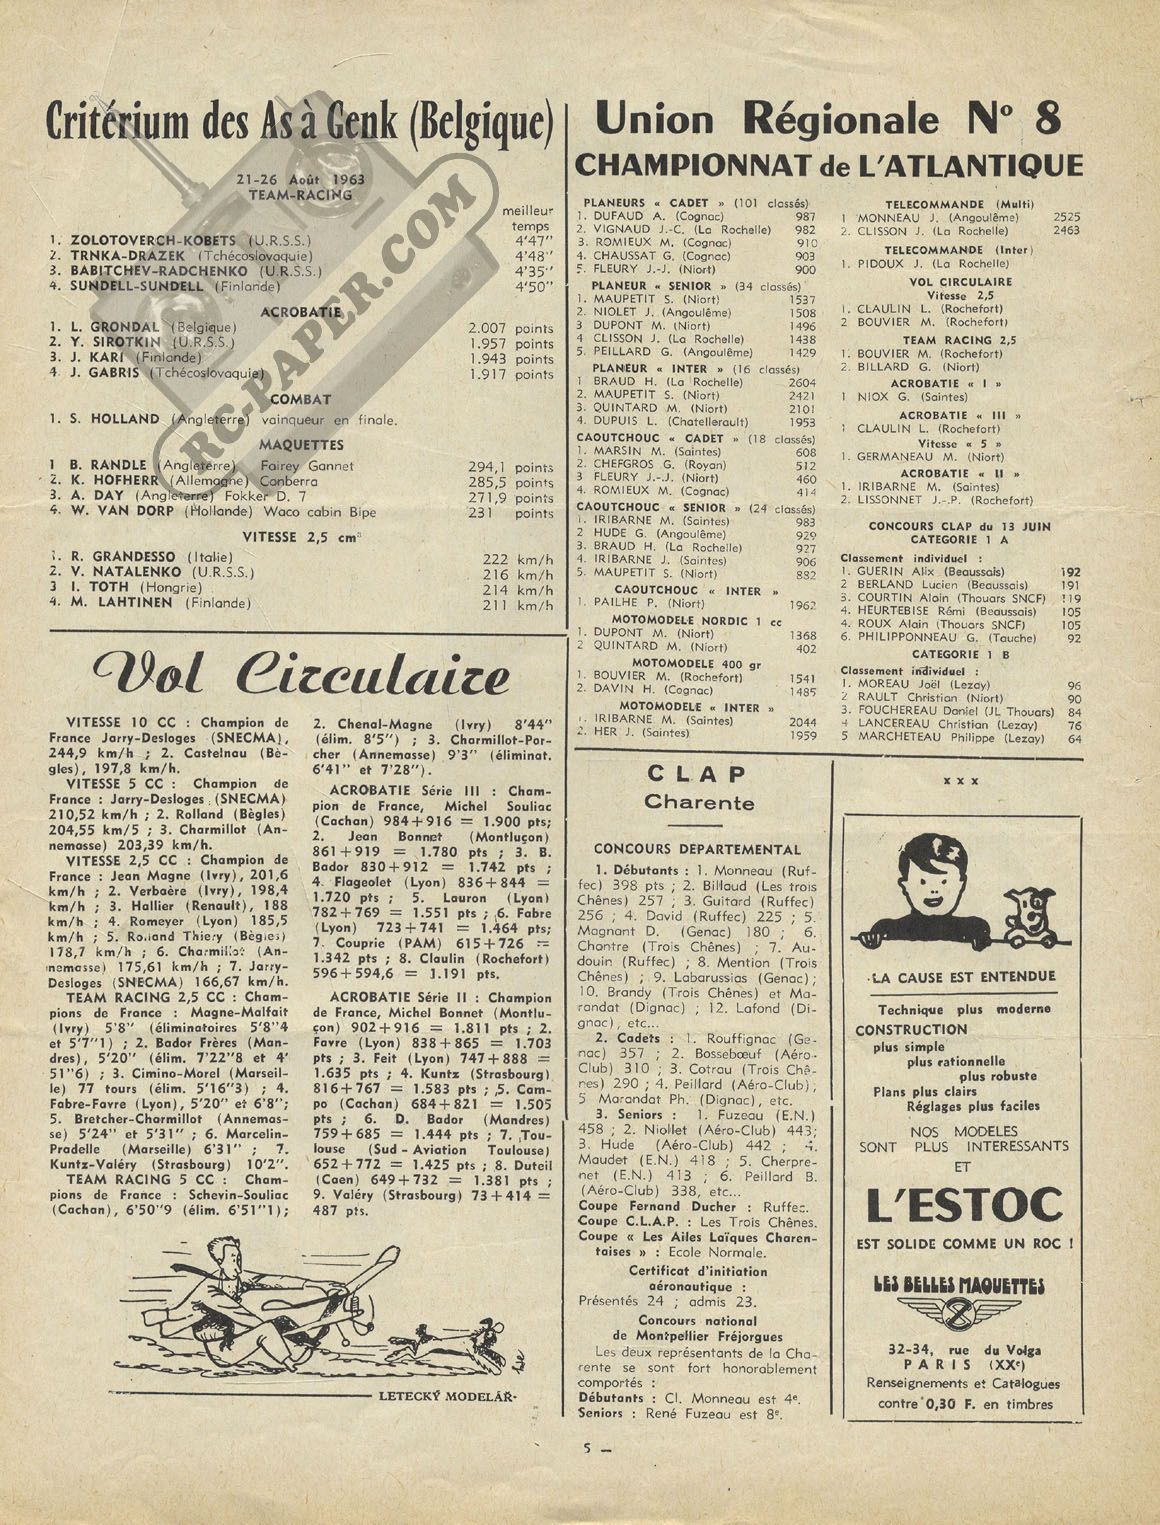 Critérium des As à Genk (Belgique)
21-26 Août 1963
TEAM-RACING
meilleur
temps
1. ZOLOTOVERCH-KOBETS (U.R.S.S.) 4'47"
2. TRNKA-DRAZEK (Tchécoslovaquie) 4'48"
3. BABITCHEV-RADCHENKO (U.R.S.S.) 4'35"
4. SUNDELL-SUNDELL (Finlande) 4'50"
ACROBATIE
1. L. GRONDAL (Belgique) 2.007 points
2. Y. SIROTKIN (U.R.S.S.) 1.957 points
3. J. KARI (Finlande) 1.943 points
4. J. GABRIS (Tchécoslovaquie) 1.917 points
COMBAT
1. S. HOLLAND (Angleterre) vainqueur en finale.
MAQUETTES
1 B. RANDLE (Angleterre) Fairey Gannet 294,1 points
2. K. HOFHERR (Allemagne) Canberra 285,5 points
3. A. DAY (Angleterre) Fokker D. 7 271,9 points
4. W. VAN DORP (Hollande) Waco cabin Bipe 231 points
VITESSE 2,5 cm³
1. R. GRANDESSO (Italie) 222 km/h
2. V. NATALENKO (U.R.S.S.) 216 km/h
3 I. TOTH (Hongrie) 214 km/h
4. M. LAHTINEN (Finlande) 211 km/h
RC-PAPER.COM
Vol Circulaire
VITESSE 10 CC : Champion de
France Jarry-Desloges (SNECMA),
244,9 km/h ; 2. Castelnau (Bè-
gles), 197,8 km/h.
VITESSE 5 CC : Champion de
France : Jarry-Desloges (SNECMA)
210,52 km/h ; 2. Rolland (Bègles)
204,55 km/5 ; 3. Charmillot (An-
nemasse) 203,39 km/h.
VITESSE 2,5 CC : Champion de
France : Jean Magne (Ivry), 201,6
km/h ; 2. Verbaère (Ivry), 198,4
km/h ; 3. Hallier (Renault), 188
km/h ; 4. Romeyer (Lyon) 185,5
km/h ; 5. Rolland Thiery (Bègles)
178,7 km/h ; 6. Charmillot (An-
nemasse) 175,61 km/h ; 7. Jarry-
Desloges (SNECMA) 166,67 km/h.
TEAM RACING 2,5 CC : Cham-
pions de France : Magne-Malfait
(Ivry) 5'8" (éliminatoires 5'8"4
et 5'7"1) ; 2. Bador Frères (Man-
dres), 5'20" (élim. 7'22"8 et 4'
51"6) ; 3. Cimino-Morel (Marseil-
le) 77 tours (élim. 5'16"3) ; 4.
Fabre-Favre (Lyon), 5'20" et 6'8";
5. Bretcher-Charmillot (Annemas-
se) 5'24" et 5'31" ; 6. Marcelin-
Pradelle (Marseille) 6'31" ; 7.
Kuntz-Valéry (Strasbourg) 10'2".
TEAM RACING 5 CC : Cham-
pions de France : Schevin-Souliac
(Cachan), 6'50"9 (élim. 6'51"1);
2. Chenal-Magne (Ivry) 8'44"
(élim. 8'5") ; 3. Charmillot-Por-
cher (Annemasse) 9'3" (éliminat.
6'41" et 7'28").
ACROBATIE Série III : Cham-
pion de France, Michel Souliac
(Cachan) 984+916 = 1.900 pts;
2. Jean Bonnet (Montluçon)
861+919 = 1.780 pts ; 3. B.
Bador 830+912 = 1.742 pts ;
4. Flageolet (Lyon) 836+844 =
1.720 pts ; 5. Lauron (Lyon)
782+769 = 1.551 pts ; 6. Fabre
(Lyon) 723+741 = 1.464 pts;
7. Couprie (PAM) 615+726 =
1.342 pts ; 8. Claulin (Rochefort)
596+594,6 = 1.191 pts.
ACROBATIE Série II : Champion
de France, Michel Bonnet (Montlu-
çon) 902+916 = 1.811 pts ; 2.
Favre (Lyon) 838+865 = 1.703
pts ; 3. Feit (Lyon) 747+888 =
1.635 pts ; 4. Kuntz (Strasbourg)
816+767 = 1.583 pts ; 5. Cam-
po (Cachan) 684+821 = 1.505
pts ; 6. D. Bador (Mandres)
759+685 = 1.444 pts ; 7. Tou-
louse (Sud-Aviation Toulouse)
652+772 = 1.425 pts ; 8. Duteil
(Caen) 649+732 = 1.381 pts ;
9. Valéry (Strasbourg) 73+414 =
487 pts.
LETECKÝ MODELÁŘ
Union Régionale N° 8
CHAMPIONNAT de L'ATLANTIQUE
PLANEURS « CADET » (101 classés)
1. DUFAUD A. (Cognac) 987
2. VIGNAUD J.-C. (La Rochelle) 982
3. ROMIEUX M. (Cognac) 910
4. CHAUSSAT G. (Cognac) 903
5. FLEURY J.-J. (Niort) 900
PLANEUR « SENIOR » (34 classés)
1. MAUPETIT S. (Niort) 1537
2. NIOLET J. (Angoulême) 1508
3 DUPONT M. (Niort) 1496
4 CLISSON J. (La Rochelle) 1438
5. PEILLARD G. (Angoulême) 1429
PLANEUR « INTER » (16 classés)
1 BRAUD H. (La Rochelle) 2604
2. MAUPETIT S. (Niort) 2421
3. QUINTARD M. (Niort) 2101
4. DUPUIS L. (Chatellerault) 1953
CAOUTCHOUC « CADET » (18 classés)
1. MARSIN M. (Saintes) 608
2. CHEFGROS G. (Royan) 512
3 FLEURY J.-J. (Niort) 460
4. ROMIEUX M. (Cognac) 414
CAOUTCHOUC « SENIOR » (24 classés)
1. IRIBARNE M. (Saintes) 983
2 HUDE G. (Angoulême) 929
3. BRAUD H. (La Rochelle) 927
4. IRIBARNE J. (Saintes) 906
5. MAUPETIT S. (Niort) 882
CAOUTCHOUC « INTER »
1. PAILHE P. (Niort) 1962
MOTOMODELE NORDIC 1 cc
1. DUPONT M. (Niort) 1368
2 QUINTARD M. (Niort) 402
MOTOMODELE 400 gr
1. BOUVIER M. (Rochefort) 1541
2. DAVIN H. (Cognac) 1485
MOTOMODELE « INTER »
1. IRIBARNE M. (Saintes) 2044
2. HER J. (Saintes) 1959
TELECOMMANDE (Multi)
1 MONNEAU J. (Angoulême) 2525
2. CLISSON J. (La Rochelle) 2463
TELECOMMANDE (Inter)
1. PIDOUX J. (La Rochelle)
VOL CIRCULAIRE
Vitesse 2,5
1. CLAULIN L. (Rochefort)
2 BOUVIER M. (Rochefort)
TEAM RACING 2,5
1. BOUVIER M. (Rochefort)
2. BILLARD G. (Niort)
ACROBATIE « I »
1 NIOX G. (Saintes)
ACROBATIE « III »
1 CLAULIN L. (Rochefort)
Vitesse « 5 »
1. GERMANEAU M. (Niort)
ACROBATIE « II »
1. IRIBARNE M. (Saintes)
2. LISSONNET J.-P. (Rochefort)
CONCOURS CLAP du 13 JUIN
CATEGORIE 1 A
Classement individuel :
1. GUERIN Alix (Beaussais) 192
2 BERLAND Lucien (Beaussais) 191
3. COURTIN Alain (Thouars SNCF) 119
4. HEURTEBISE Rémi (Beaussais) 105
4. ROUX Alain (Thouars SNCF) 105
6. PHILIPPONNEAU G. (Tauche) 92
CATEGORIE 1 B
Classement individuel :
1. MOREAU Joël (Lezay) 96
2 RAULT Christian (Niort) 90
3. FOUCHEREAU Daniel (JL Thouars) 84
4 LANCEREAU Christian (Lezay) 76
5 MARCHETEAU Philippe (Lezay) 64
CLAP
Charente
CONCOURS DEPARTEMENTAL
1. Débutants : 1. Monneau (Ruf-
fec) 398 pts ; 2. Billaud (Les trois
Chênes) 257 ; 3. Guitard (Ruffec)
256 ; 4. David (Ruffec) 225 ; 5.
Magnant D. (Genac) 180 ; 6.
Chantre (Trois Chênes) ; 7. Au-
douin (Ruffec) ; 8. Mention (Trois
Chênes) ; 9. Labarussias (Genac);
10. Brandy (Trois Chênes) et Ma-
randat (Dignac) ; 12. Lafond (Di-
gnac), etc...
2. Cadets : 1. Rouffignac (Ge-
nac) 357 ; 2. Bossebœuf (Aéro-
Club) 310 ; 3. Cotrau (Trois Chê-
nes) 290 ; 4. Peillard (Aéro-Club);
5 Marandat Ph. (Dignac), etc.
3. Seniors : 1. Fuzeau (E.N.)
458 ; 2. Niollet (Aéro-Club) 443;
3. Hude (Aéro-Club) 442 ; 4.
Maudet (E.N.) 418 ; 5. Cherpre-
net (E.N.) 413 ; 6. Peillard B.
(Aéro-Club) 338, etc...
Coupe Fernand Ducher : Ruffec.
Coupe C.L.A.P. : Les Trois Chênes.
Coupe « Les Ailes Laïques Charen-
taises » : Ecole Normale.
Certificat d'initiation
aéronautique :
Présentés 24 ; admis 23.
Concours national
de Montpellier Fréjorgues
Les deux représentants de la Cha-
rente se sont fort honorablement
comportés :
Débutants : Cl. Monneau est 4e.
Seniors : René Fuzeau est 8e.
x x x
LA CAUSE EST ENTENDUE
Technique plus moderne
CONSTRUCTION
plus simple
plus rationnelle
plus robuste
Plans plus clairs
Réglages plus faciles
NOS MODELES
SONT PLUS INTERESSANTS
ET
L'ESTOC
EST SOLIDE COMME UN ROC !
LES BELLES MAQUETTES
32-34, rue du Volga
PARIS (XXe)
Renseignements et Catalogues
contre 0,30 F. en timbres
5 —